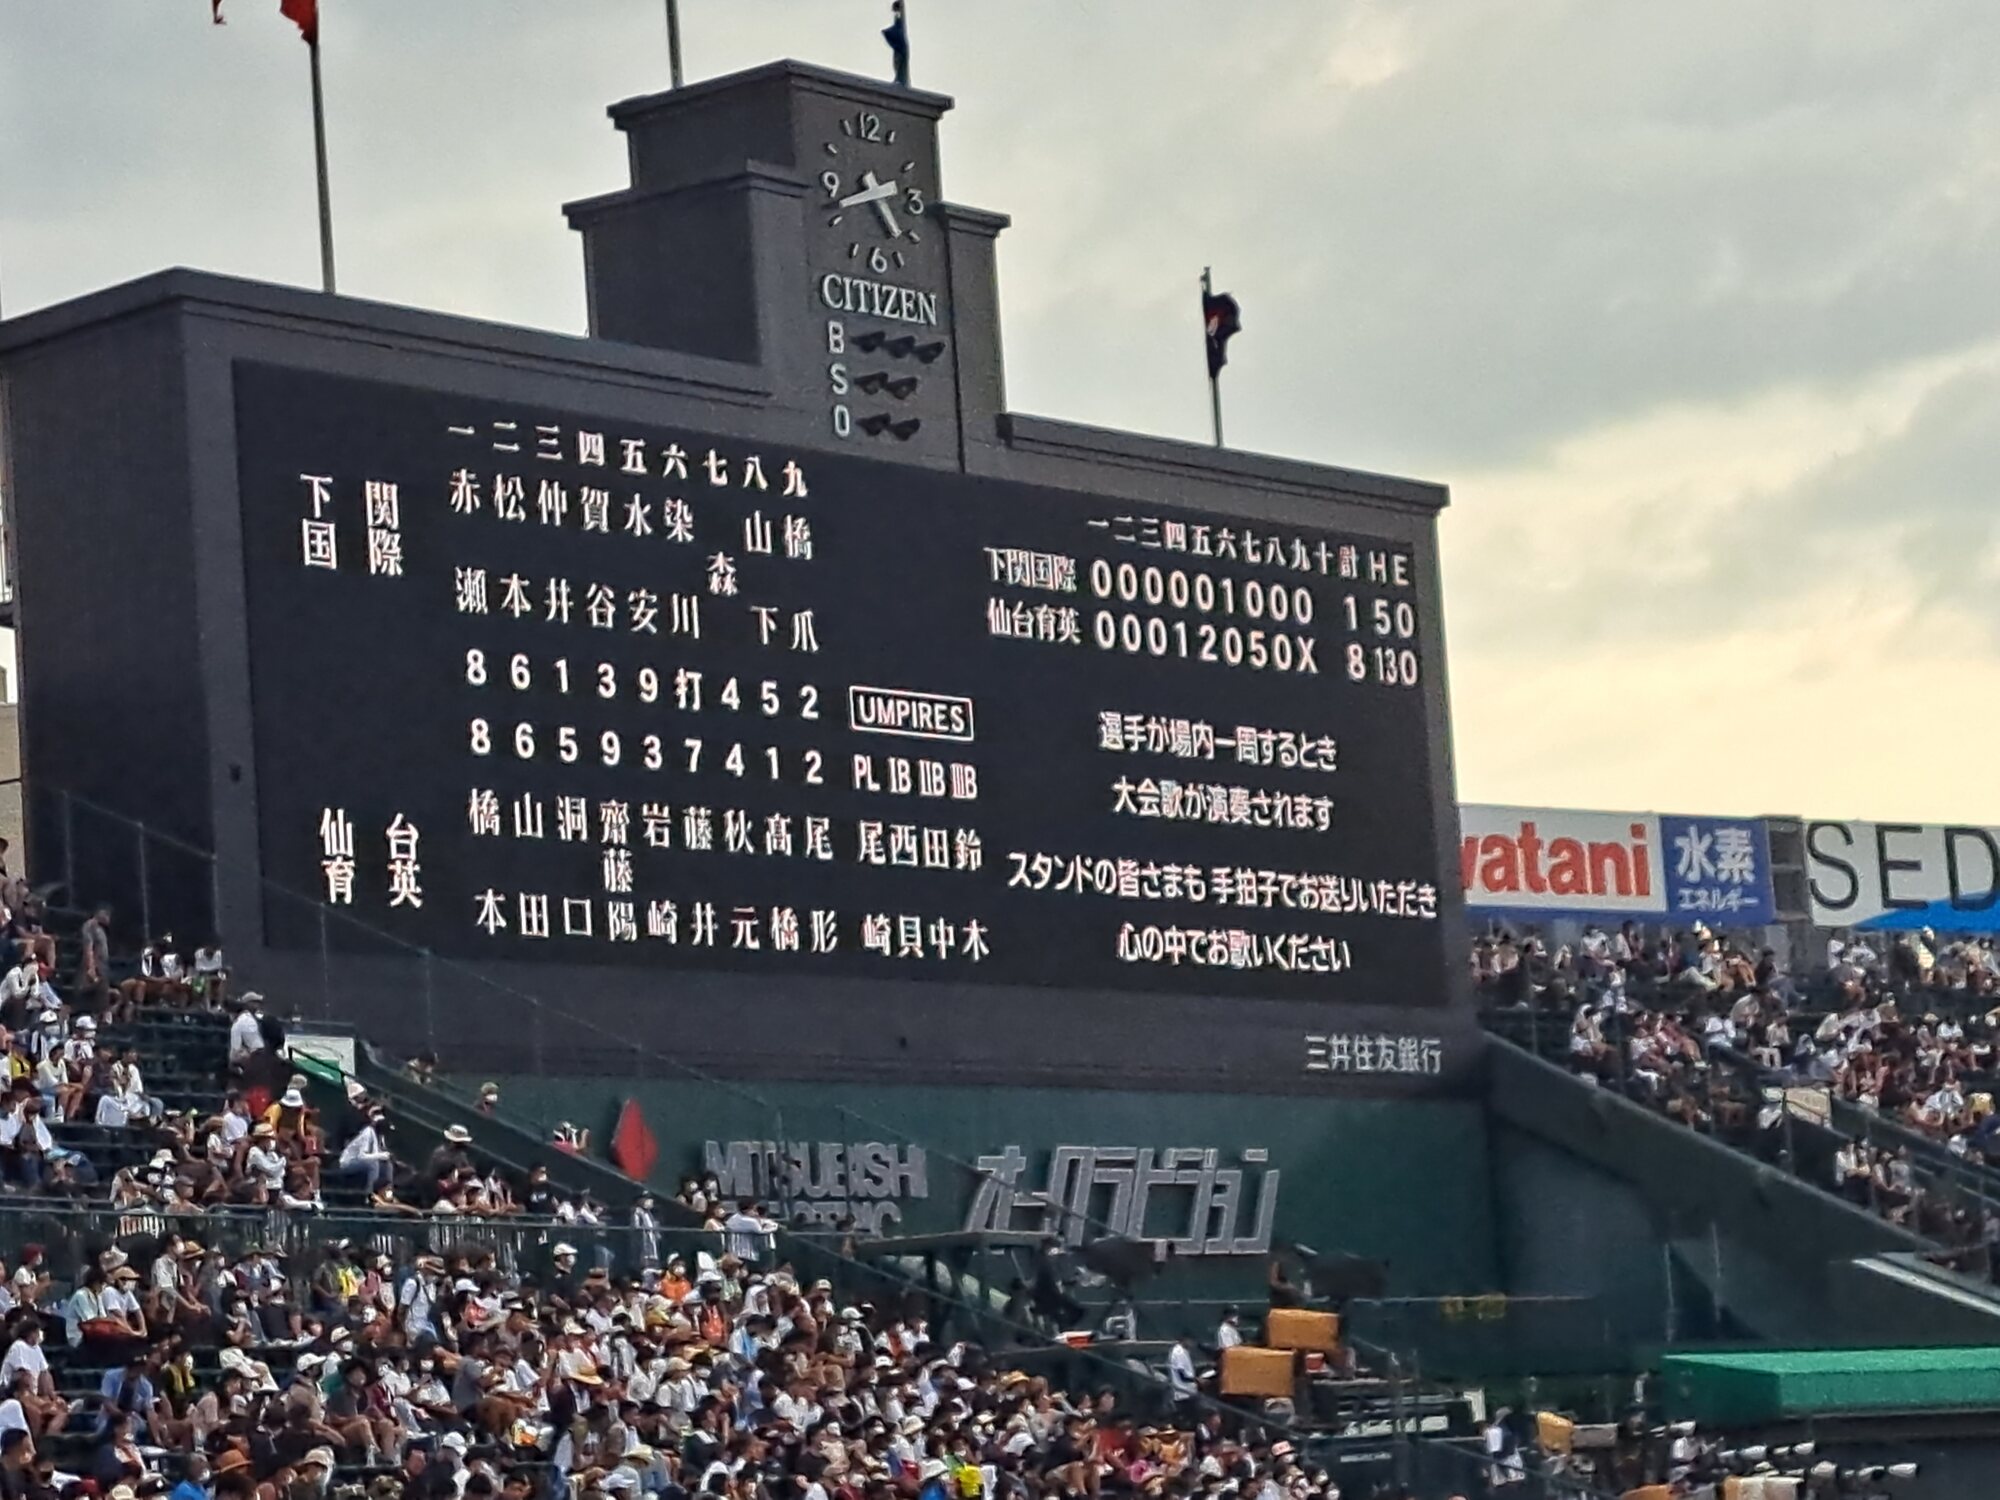 12
9
3
6
CITIZEN
B
S
O
一二三四五六七八九
下関国際
赤瀬 松本 仲井 賀谷 水安 染川 森 山下 橋爪
8 6 1 3 9 打 4 5 2
UMPIRES
8 6 5 9 3 7 4 1 2 PL IB IIB IIIB
仙台育英
橋本 山田 洞口 齋藤陽 岩崎 藤井 秋元 髙橋 尾形 尾崎 西貝 田中 鈴木
一二三四五六七八九十計HE
下関国際 0000001000 1 5 0
仙台育英 00012050X 8 13 0
選手が場内一周するとき
大会歌が演奏されます
スタンドの皆さまも 手拍子でお送りいただき
心の中でお歌いください
三井住友銀行
watani
水素
エネルギー
SED
MITSUBISHI
オーロラビジョン